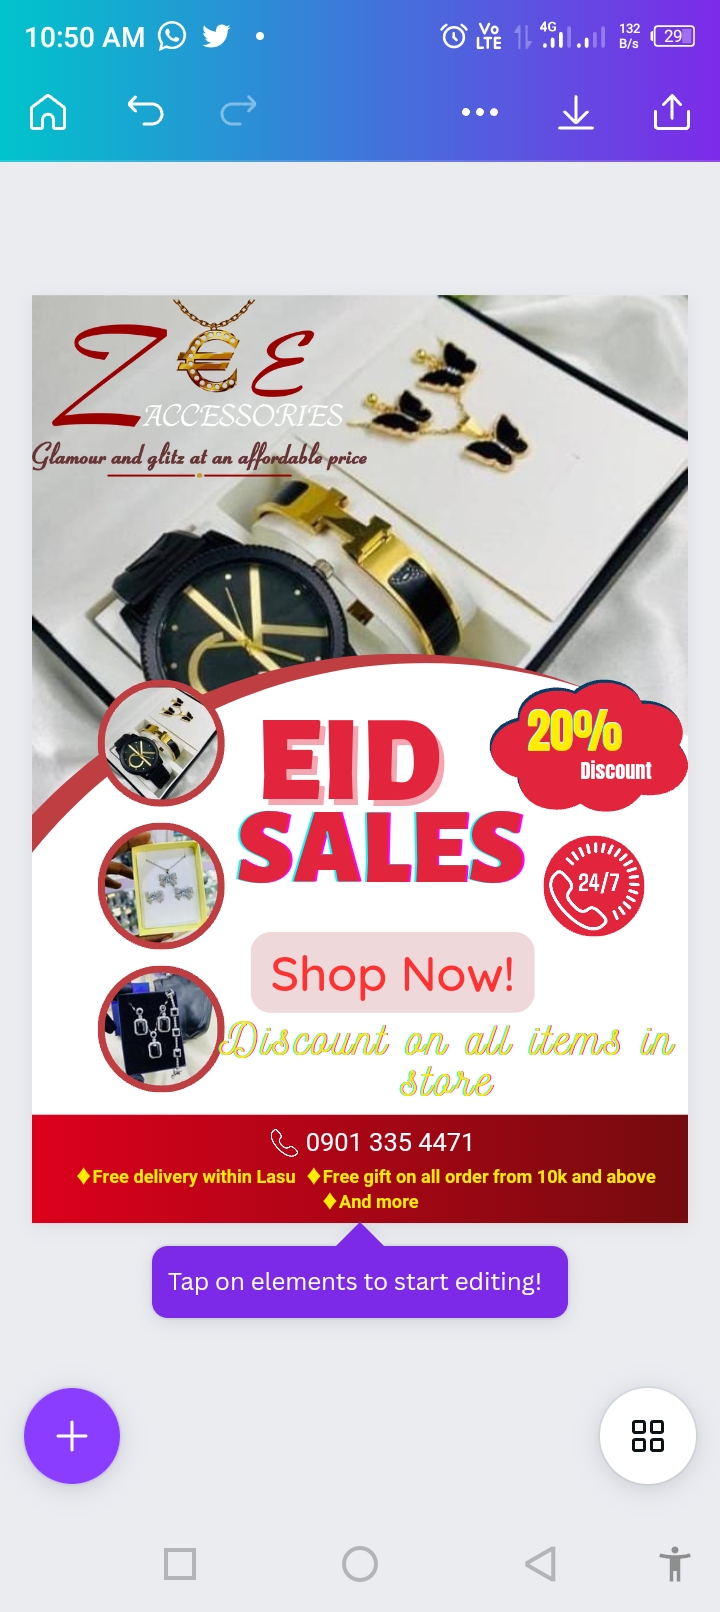 10:50 AM
Vo
LTE
4G
132
B/s
29
ZOE
ACCESSORIES
Glamour and glitz at an affordable price
CK
EID
SALES
20%
Discount
24/7
Shop Now!
Discount on all items in
store
0901 335 4471
♦Free delivery within Lasu ♦Free gift on all order from 10k and above
♦And more
Tap on elements to start editing!